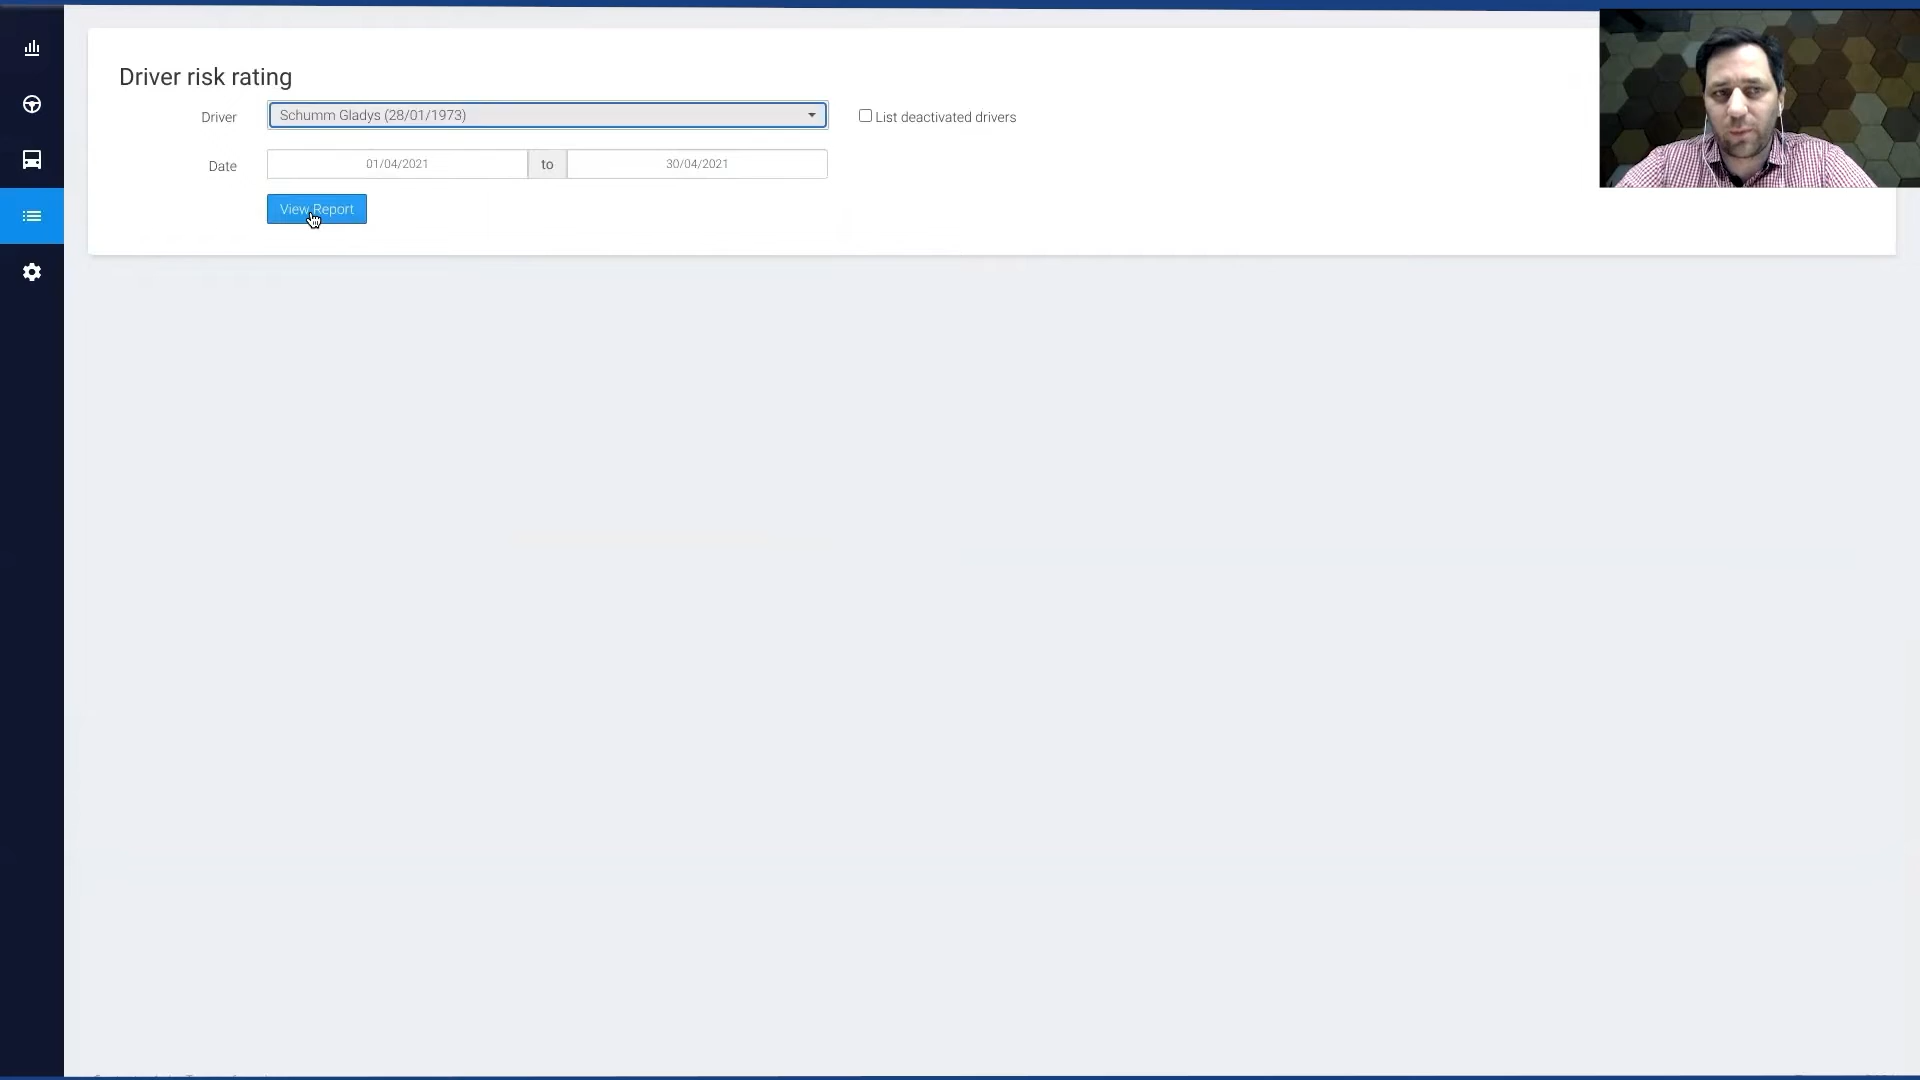 Driver risk rating
Driver
Schumm Gladys (28/01/1973)
List deactivated drivers
Date
01/04/2021
to
30/04/2021
View Report